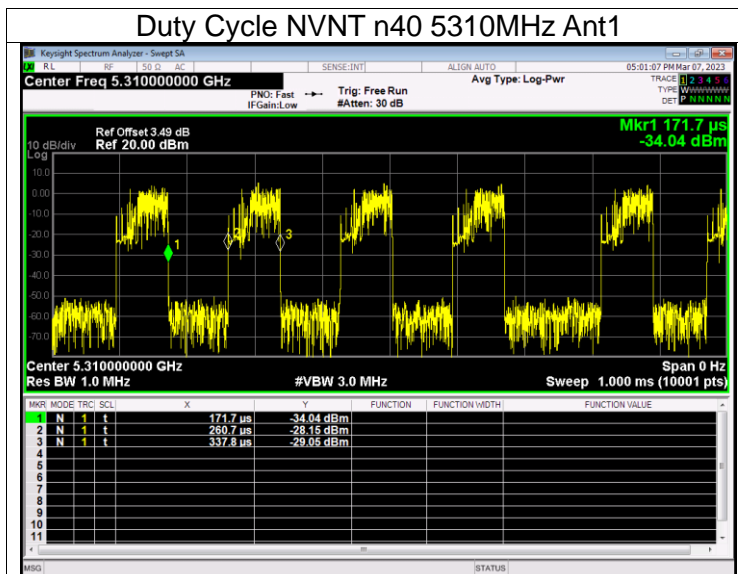 Duty Cycle NVNT n40 5310MHz Ant1
Keysight Spectrum Analyzer - Swept SA
RL RF 50 Ω AC SENSE:INT ALIGN AUTO 05:01:07 PM Mar 07, 2023
Center Freq 5.310000000 GHz Avg Type: Log-Pwr TRACE 1 2 3 4 5 6
PNO: Fast Trig: Free Run TYPE WWWWWW
IFGain:Low #Atten: 30 dB DET P N N N N N
Mkr1 171.7 µs
Ref Offset 3.49 dB
10 dB/div Ref 20.00 dBm -34.04 dBm
Log
10.0
0.00
-10.0
-20.0
-30.0
-40.0
-50.0
-60.0
-70.0
1 2 3
Center 5.310000000 GHz Span 0 Hz
Res BW 1.0 MHz #VBW 3.0 MHz Sweep 1.000 ms (10001 pts)
MKR MODE TRC SCL X Y FUNCTION FUNCTION WIDTH FUNCTION VALUE
1 N 1 t 171.7 µs -34.04 dBm
2 N 1 t 260.7 µs -28.15 dBm
3 N 1 t 337.8 µs -29.05 dBm
4
5
6
7
8
9
10
11
MSG STATUS